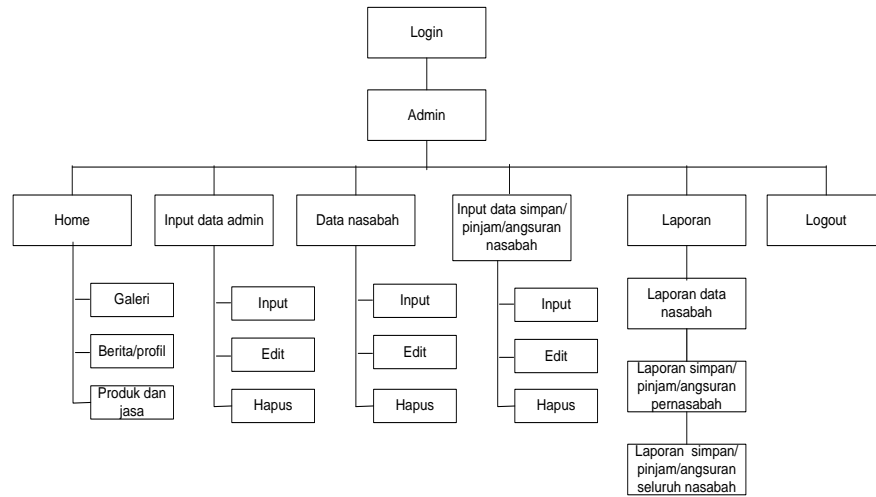 Login
Admin
Home
Input data admin
Data nasabah
Input data simpan/
pinjam/angsuran
nasabah
Laporan
Logout
Galeri
Berita/profil
Produk dan
jasa
Input
Edit
Hapus
Input
Edit
Hapus
Input
Edit
Hapus
Laporan data
nasabah
Laporan simpan/
pinjam/angsuran
pernasabah
Laporan simpan/
pinjam/angsuran
seluruh nasabah